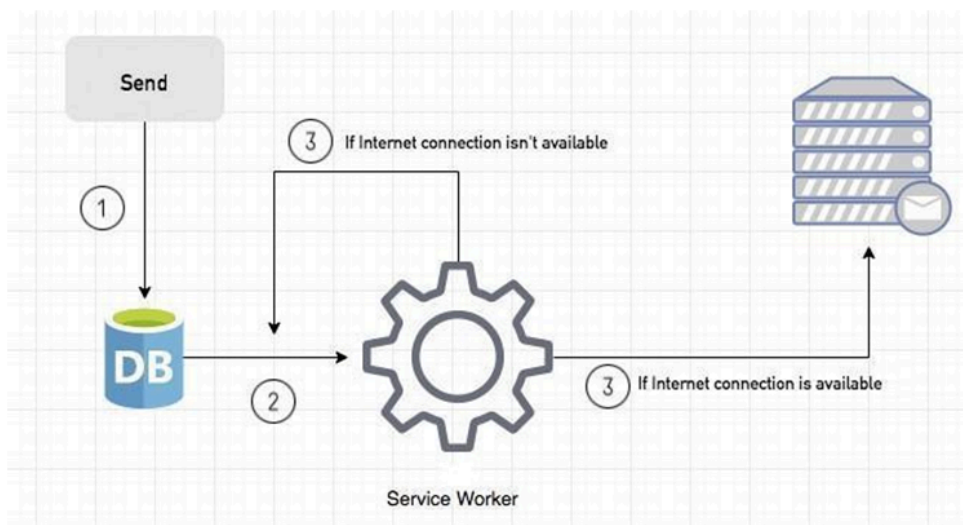 Send
3 If Internet connection isn't available
1
DB
2
3 If Internet connection is available
Service Worker